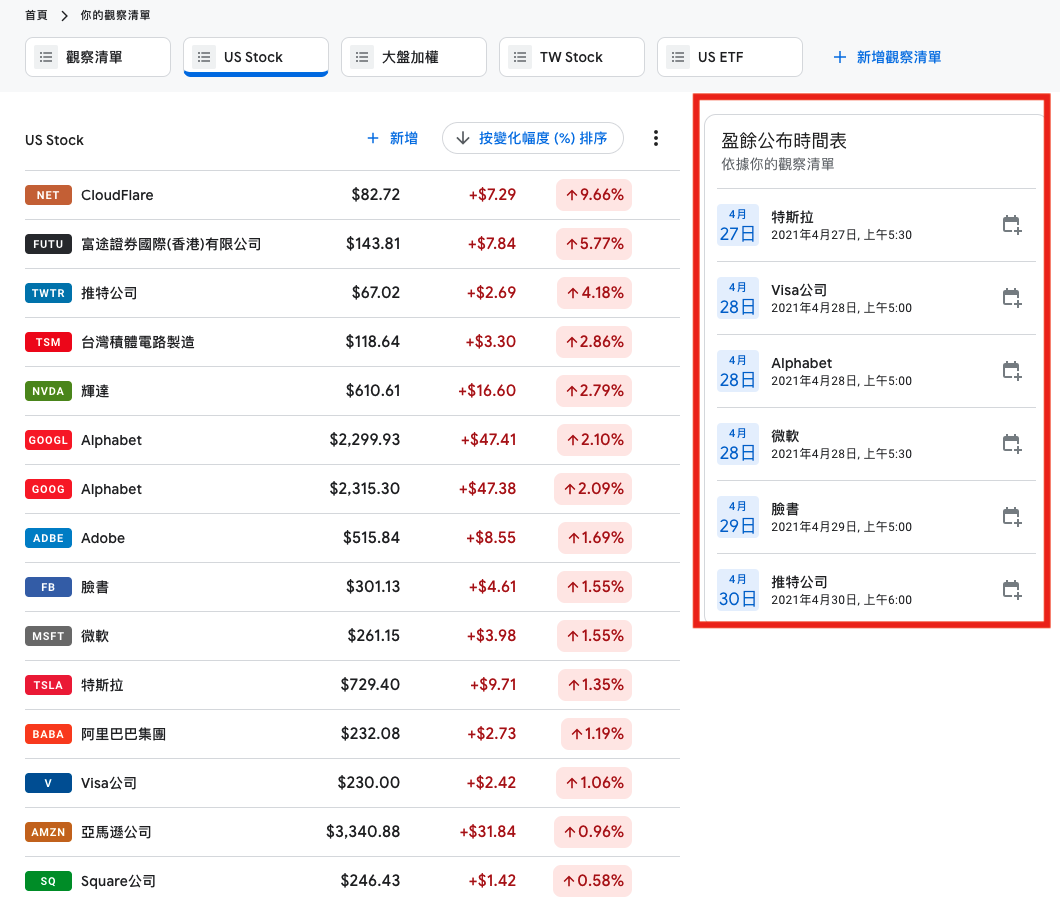 首頁 > 你的觀察清單
觀察清單
US Stock
大盤加權
TW Stock
US ETF
+ 新增觀察清單
US Stock
+ 新增
↓ 按變化幅度 (%) 排序
NET CloudFlare $82.72 +$7.29 ↑9.66%
FUTU 富途證券國際(香港)有限公司 $143.81 +$7.84 ↑5.77%
TWTR 推特公司 $67.02 +$2.69 ↑4.18%
TSM 台灣積體電路製造 $118.64 +$3.30 ↑2.86%
NVDA 輝達 $610.61 +$16.60 ↑2.79%
GOOGL Alphabet $2,299.93 +$47.41 ↑2.10%
GOOG Alphabet $2,315.30 +$47.38 ↑2.09%
ADBE Adobe $515.84 +$8.55 ↑1.69%
FB 臉書 $301.13 +$4.61 ↑1.55%
MSFT 微軟 $261.15 +$3.98 ↑1.55%
TSLA 特斯拉 $729.40 +$9.71 ↑1.35%
BABA 阿里巴巴集團 $232.08 +$2.73 ↑1.19%
V Visa公司 $230.00 +$2.42 ↑1.06%
AMZN 亞馬遜公司 $3,340.88 +$31.84 ↑0.96%
SQ Square公司 $246.43 +$1.42 ↑0.58%
盈餘公布時間表
依據你的觀察清單
4月
27日
特斯拉
2021年4月27日, 上午5:30
4月
28日
Visa公司
2021年4月28日, 上午5:00
4月
28日
Alphabet
2021年4月28日, 上午5:00
4月
28日
微軟
2021年4月28日, 上午5:30
4月
29日
臉書
2021年4月29日, 上午5:00
4月
30日
推特公司
2021年4月30日, 上午6:00